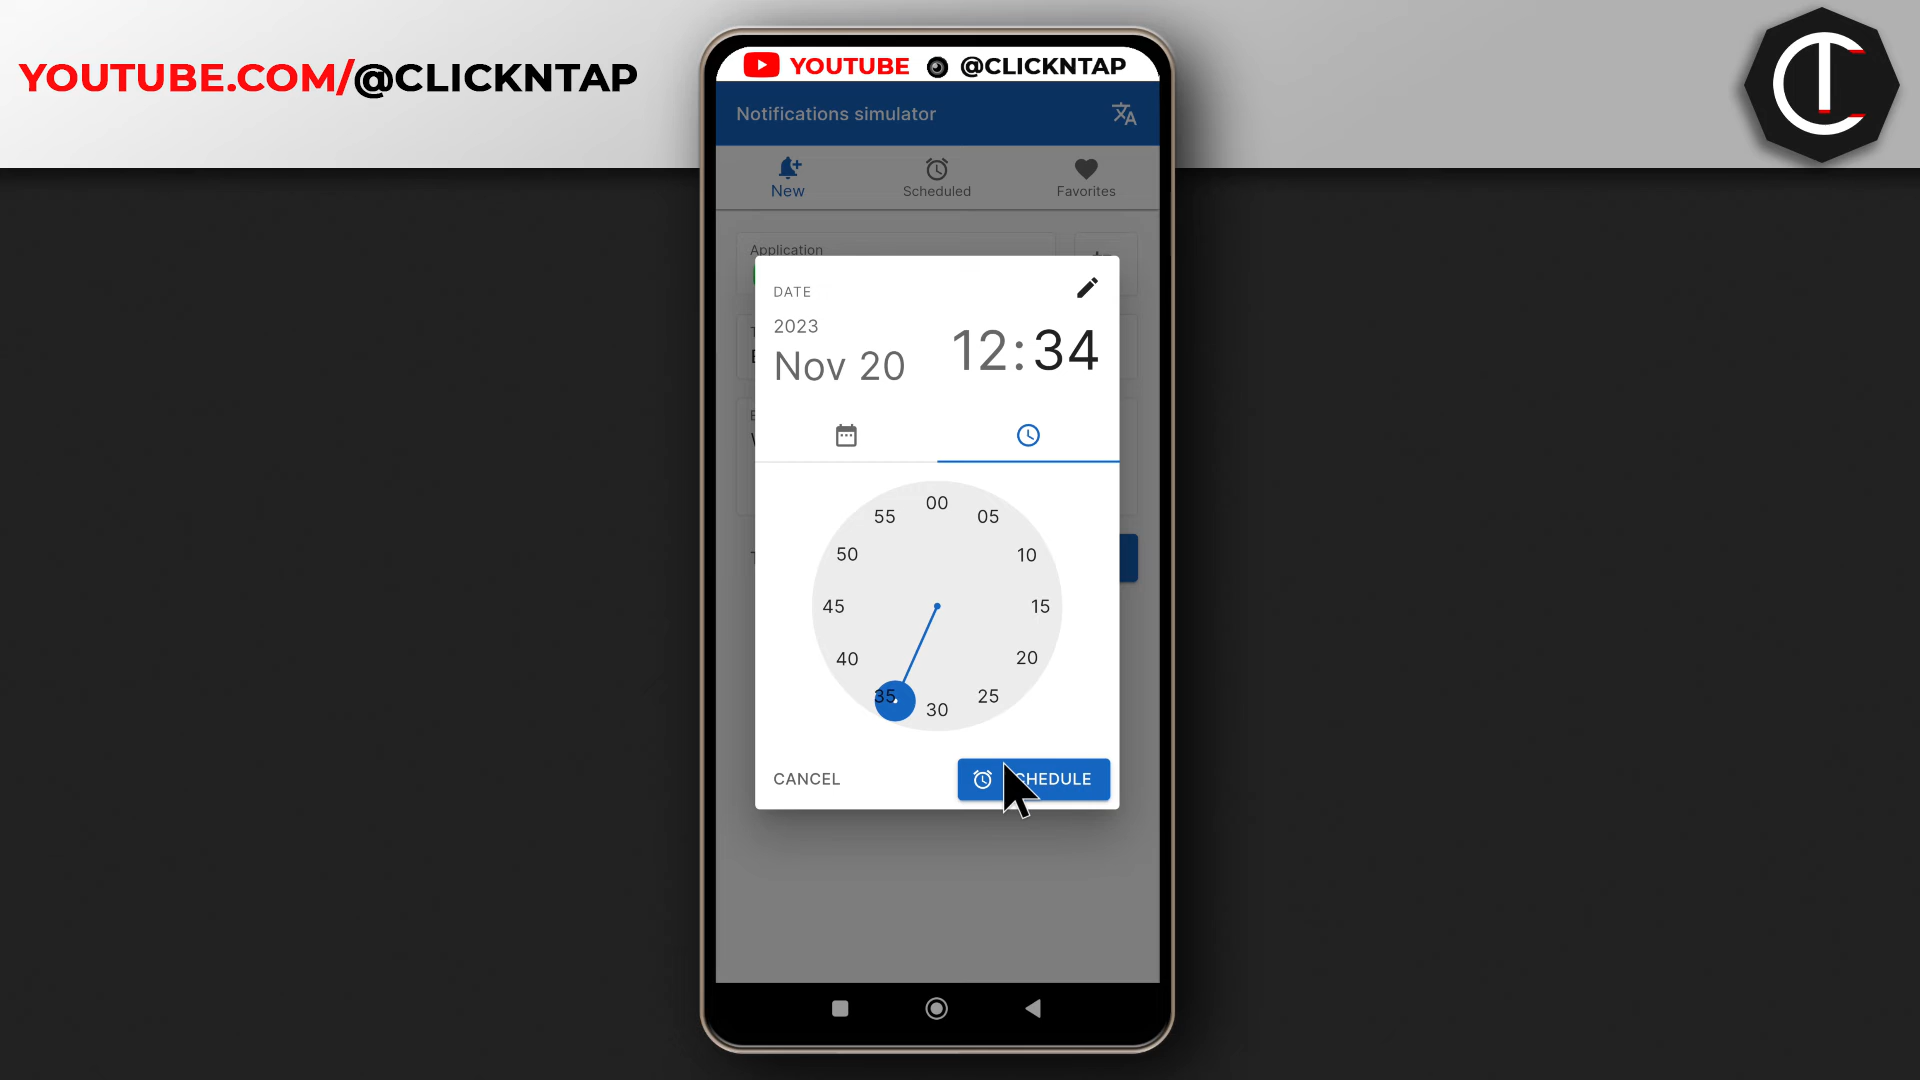 YOUTUBE.COM/@CLICKNTAP
YOUTUBE @CLICKNTAP
Notifications simulator
New Scheduled Favorites
Application
DATE
2023
Nov 20
12:34
00
55 05
50 10
45 15
40 20
35 25
30
CANCEL